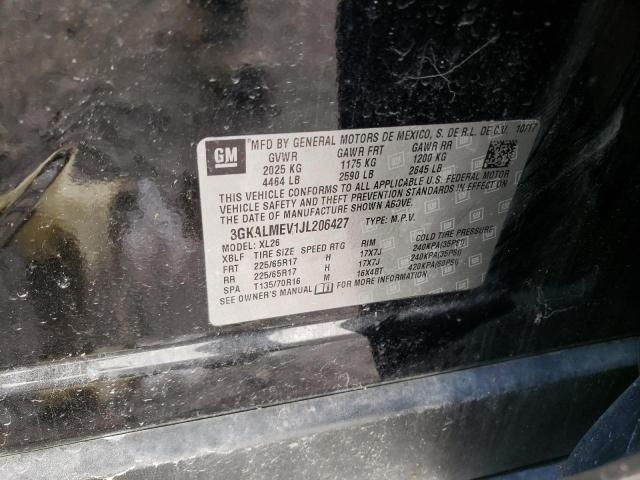 GM
MFD BY GENERAL MOTORS DE MEXICO, S. DE R.L. DE C.V. 10/17
GVWR GAWR FRT GAWR RR
2025 KG 1175 KG 1200 KG
4464 LB 2590 LB 2645 LB
THIS VEHICLE CONFORMS TO ALL APPLICABLE U.S. FEDERAL MOTOR
VEHICLE SAFETY AND THEFT PREVENTION STANDARDS IN EFFECT ON
THE DATE OF MANUFACTURE SHOWN ABOVE.
3GKALMEV1JL206427 TYPE: M.P.V.
MODEL: XL26
XBLF TIRE SIZE SPEED RTG RIM COLD TIRE PRESSURE
FRT 225/65R17 H 17X7J 240KPA(35PSI)
RR 225/65R17 H 17X7J 240KPA(35PSI)
SPA T135/70R16 M 16X4BT 420KPA(60PSI)
SEE OWNER'S MANUAL FOR MORE INFORMATION.